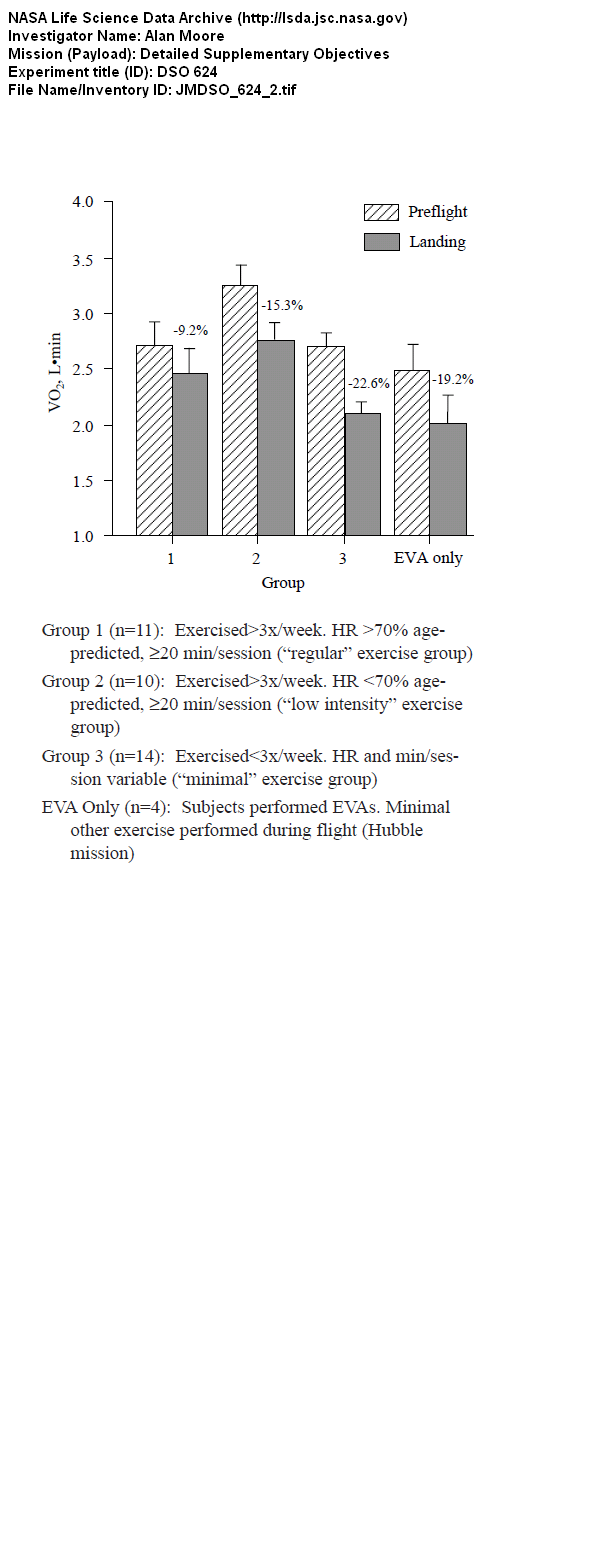 NASA Life Science Data Archive (http://lsda.jsc.nasa.gov)
Investigator Name: Alan Moore
Mission (Payload): Detailed Supplementary Objectives
Experiment title (ID): DSO 624
File Name/Inventory ID: JMDSO_624_2.tif
4.0
3.5
3.0
2.5
2.0
1.5
1.0
VO₂, L•min
Preflight
Landing
-9.2%
-15.3%
-22.6%
-19.2%
1
2
3
EVA only
Group
Group 1 (n=11): Exercised>3x/week. HR >70% age-
predicted, ≥20 min/session (“regular” exercise group)
Group 2 (n=10): Exercised>3x/week. HR <70% age-
predicted, ≥20 min/session (“low intensity” exercise
group)
Group 3 (n=14): Exercised<3x/week. HR and min/ses-
sion variable (“minimal” exercise group)
EVA Only (n=4): Subjects performed EVAs. Minimal
other exercise performed during flight (Hubble
mission)